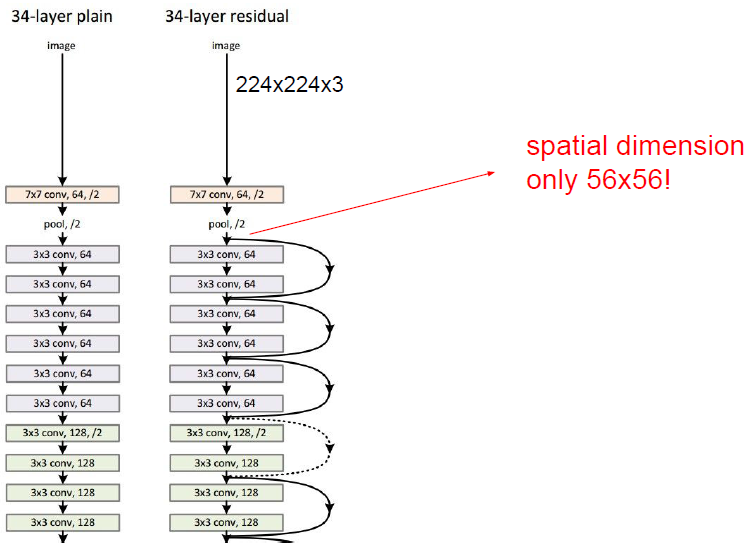 34-layer plain
34-layer residual
image
image
224x224x3
spatial dimension
only 56x56!
7x7 conv, 64, /2
7x7 conv, 64, /2
pool, /2
pool, /2
3x3 conv, 64
3x3 conv, 64
3x3 conv, 64
3x3 conv, 64
3x3 conv, 64
3x3 conv, 64
3x3 conv, 64
3x3 conv, 64
3x3 conv, 64
3x3 conv, 64
3x3 conv, 64
3x3 conv, 64
3x3 conv, 128, /2
3x3 conv, 128, /2
3x3 conv, 128
3x3 conv, 128
3x3 conv, 128
3x3 conv, 128
3x3 conv, 128
3x3 conv, 128